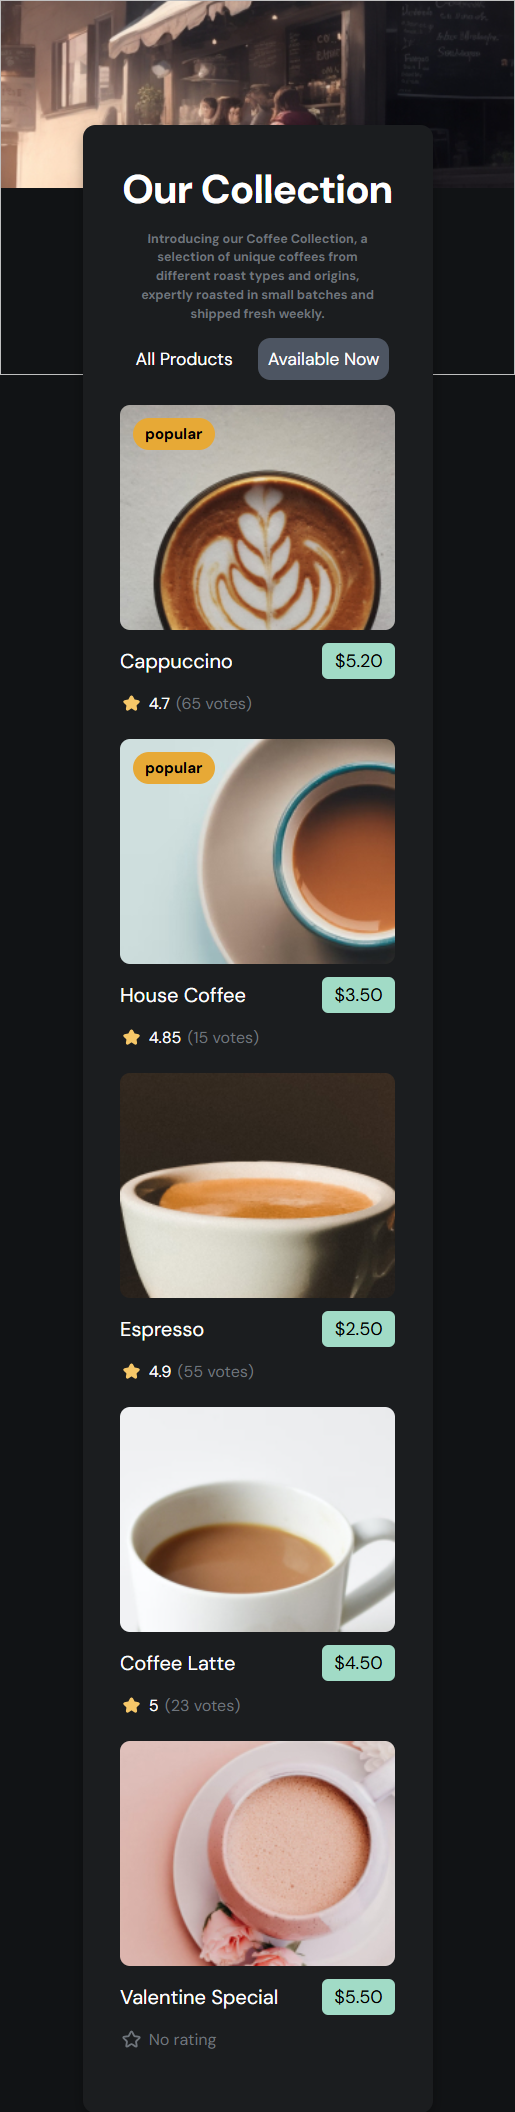 Our Collection
Introducing our Coffee Collection, a
selection of unique coffees from
different roast types and origins,
expertly roasted in small batches and
shipped fresh weekly.
All Products
Available Now
popular
Cappuccino
$5.20
4.7 (65 votes)
popular
House Coffee
$3.50
4.85 (15 votes)
Espresso
$2.50
4.9 (55 votes)
Coffee Latte
$4.50
5 (23 votes)
Valentine Special
$5.50
No rating